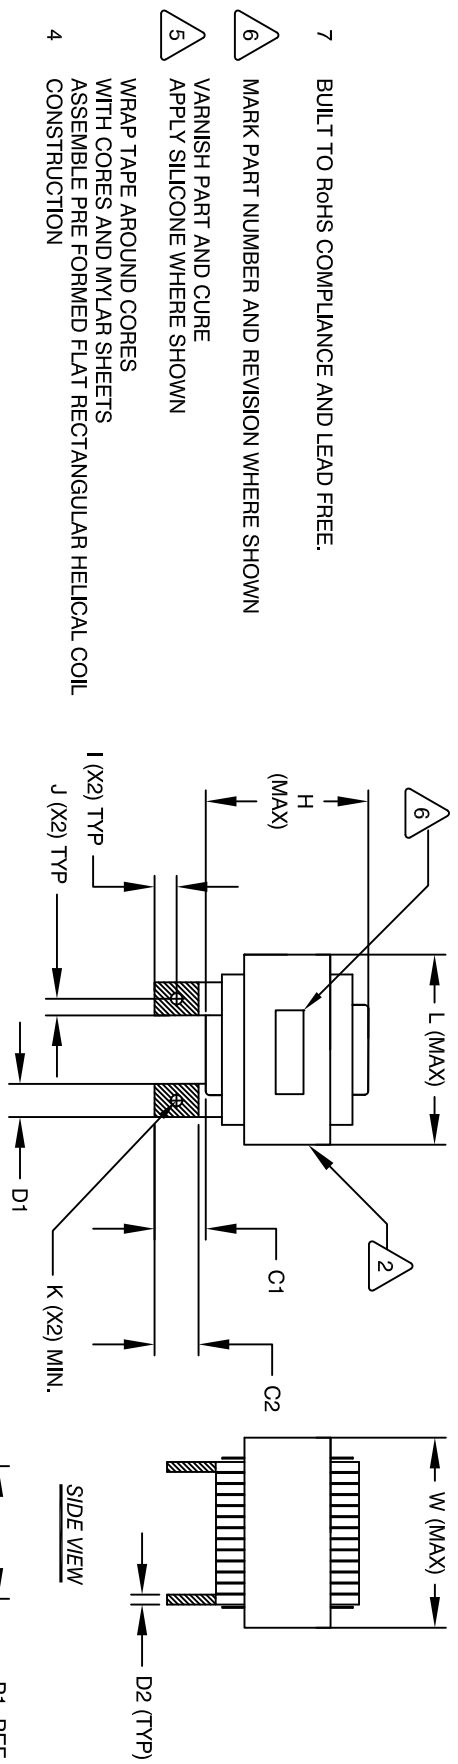 7 BUILT TO RoHS COMPLIANCE AND LEAD FREE.
6 MARK PART NUMBER AND REVISION WHERE SHOWN
VARNISH PART AND CURE
5 APPLY SILICONE WHERE SHOWN
WRAP TAPE AROUND CORES
WITH CORES AND MYLAR SHEETS
ASSEMBLE PRE FORMED FLAT RECTANGULAR HELICAL COIL
4 CONSTRUCTION
6
L (MAX)
2
H
(MAX)
I (X2) TYP
J (X2) TYP
D1
K (X2) MIN.
C1
C2
W (MAX)
D2 (TYP)
SIDE VIEW